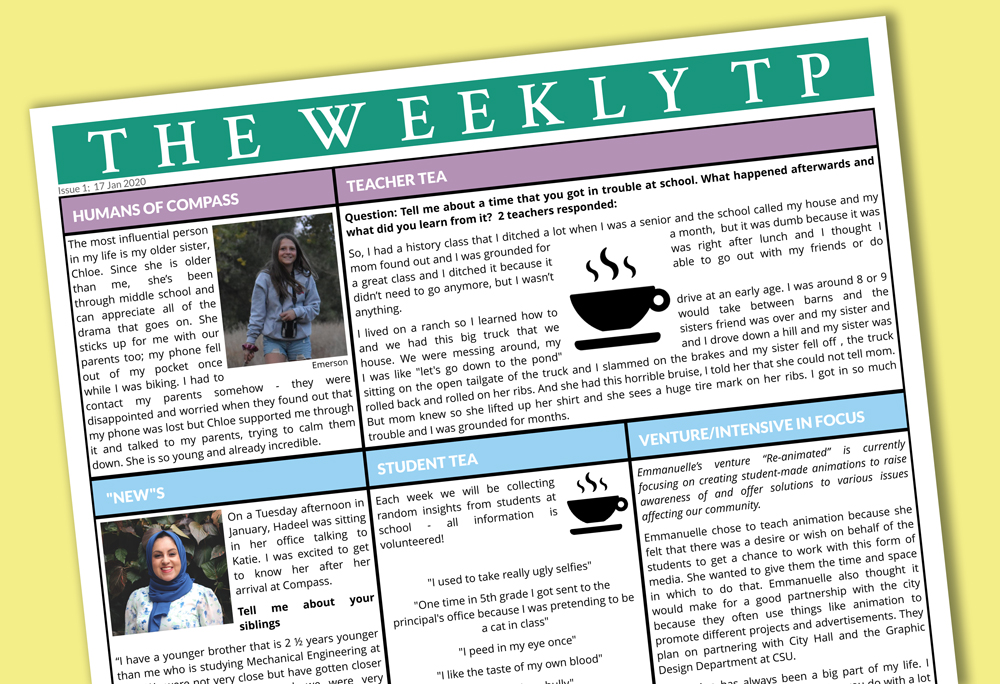 THE WEEKLY TP
Issue 1: 17 Jan 2020
HUMANS OF COMPASS
The most influential person
in my life is my older sister,
Chloe. Since she is older
than me, she's been
through middle school and
can appreciate all of the
drama that goes on. She
sticks up for me with our
parents too; my phone fell
out of my pocket once
while I was biking. I had to
contact my parents somehow - they were
disappointed and worried when they found out that
my phone was lost but Chloe supported me through
it and talked to my parents, trying to calm them
down. She is so young and already incredible.
Emerson
TEACHER TEA
Question: Tell me about a time that you got in trouble at school. What happened afterwards and
what did you learn from it? 2 teachers responded:
So, I had a history class that I ditched a lot when I was a senior and the school called my house and my
mom found out and I was grounded for a month, but it was dumb because it was
a great class and I ditched it because it was right after lunch and I thought I
didn't need to go anymore, but I wasn't able to go out with my friends or do
anything.
I lived on a ranch so I learned how to drive at an early age. I was around 8 or 9
and we had this big truck that we would take between barns and the
house. We were messing around, my sisters friend was over and my sister and
I was like "let's go down to the pond" and I drove down a hill and my sister was
sitting on the open tailgate of the truck and I slammed on the brakes and my sister fell off , the truck
rolled back and rolled on her ribs. And she had this horrible bruise, I told her that she could not tell mom.
But mom knew so she lifted up her shirt and she sees a huge tire mark on her ribs. I got in so much
trouble and I was grounded for months.
"NEW"S
On a Tuesday afternoon in
January, Hadeel was sitting
in her office talking to
Katie. I was excited to get
to know her after her
arrival at Compass.
Tell me about your
siblings
"I have a younger brother that is 2 ½ years younger
than me who is studying Mechanical Engineering at
were not very close but have gotten closer
were very
STUDENT TEA
Each week we will be collecting
random insights from students at
school - all information is
volunteered!
"I used to take really ugly selfies"
"One time in 5th grade I got sent to the
principal's office because I was pretending to be
a cat in class"
"I peed in my eye once"
"I like the taste of my own blood"
VENTURE/INTENSIVE IN FOCUS
Emmanuelle's venture "Re-animated" is currently
focusing on creating student-made animations to raise
awareness of and offer solutions to various issues
affecting our community.
Emmanuelle chose to teach animation because she
felt that there was a desire or wish on behalf of the
students to get a chance to work with this form of
media. She wanted to give them the time and space
in which to do that. Emmanuelle also thought it
would make for a good partnership with the city
because they often use things like animation to
promote different projects and advertisements. They
plan on partnering with City Hall and the Graphic
Design Department at CSU.
has always been a big part of my life. I
do with a lot